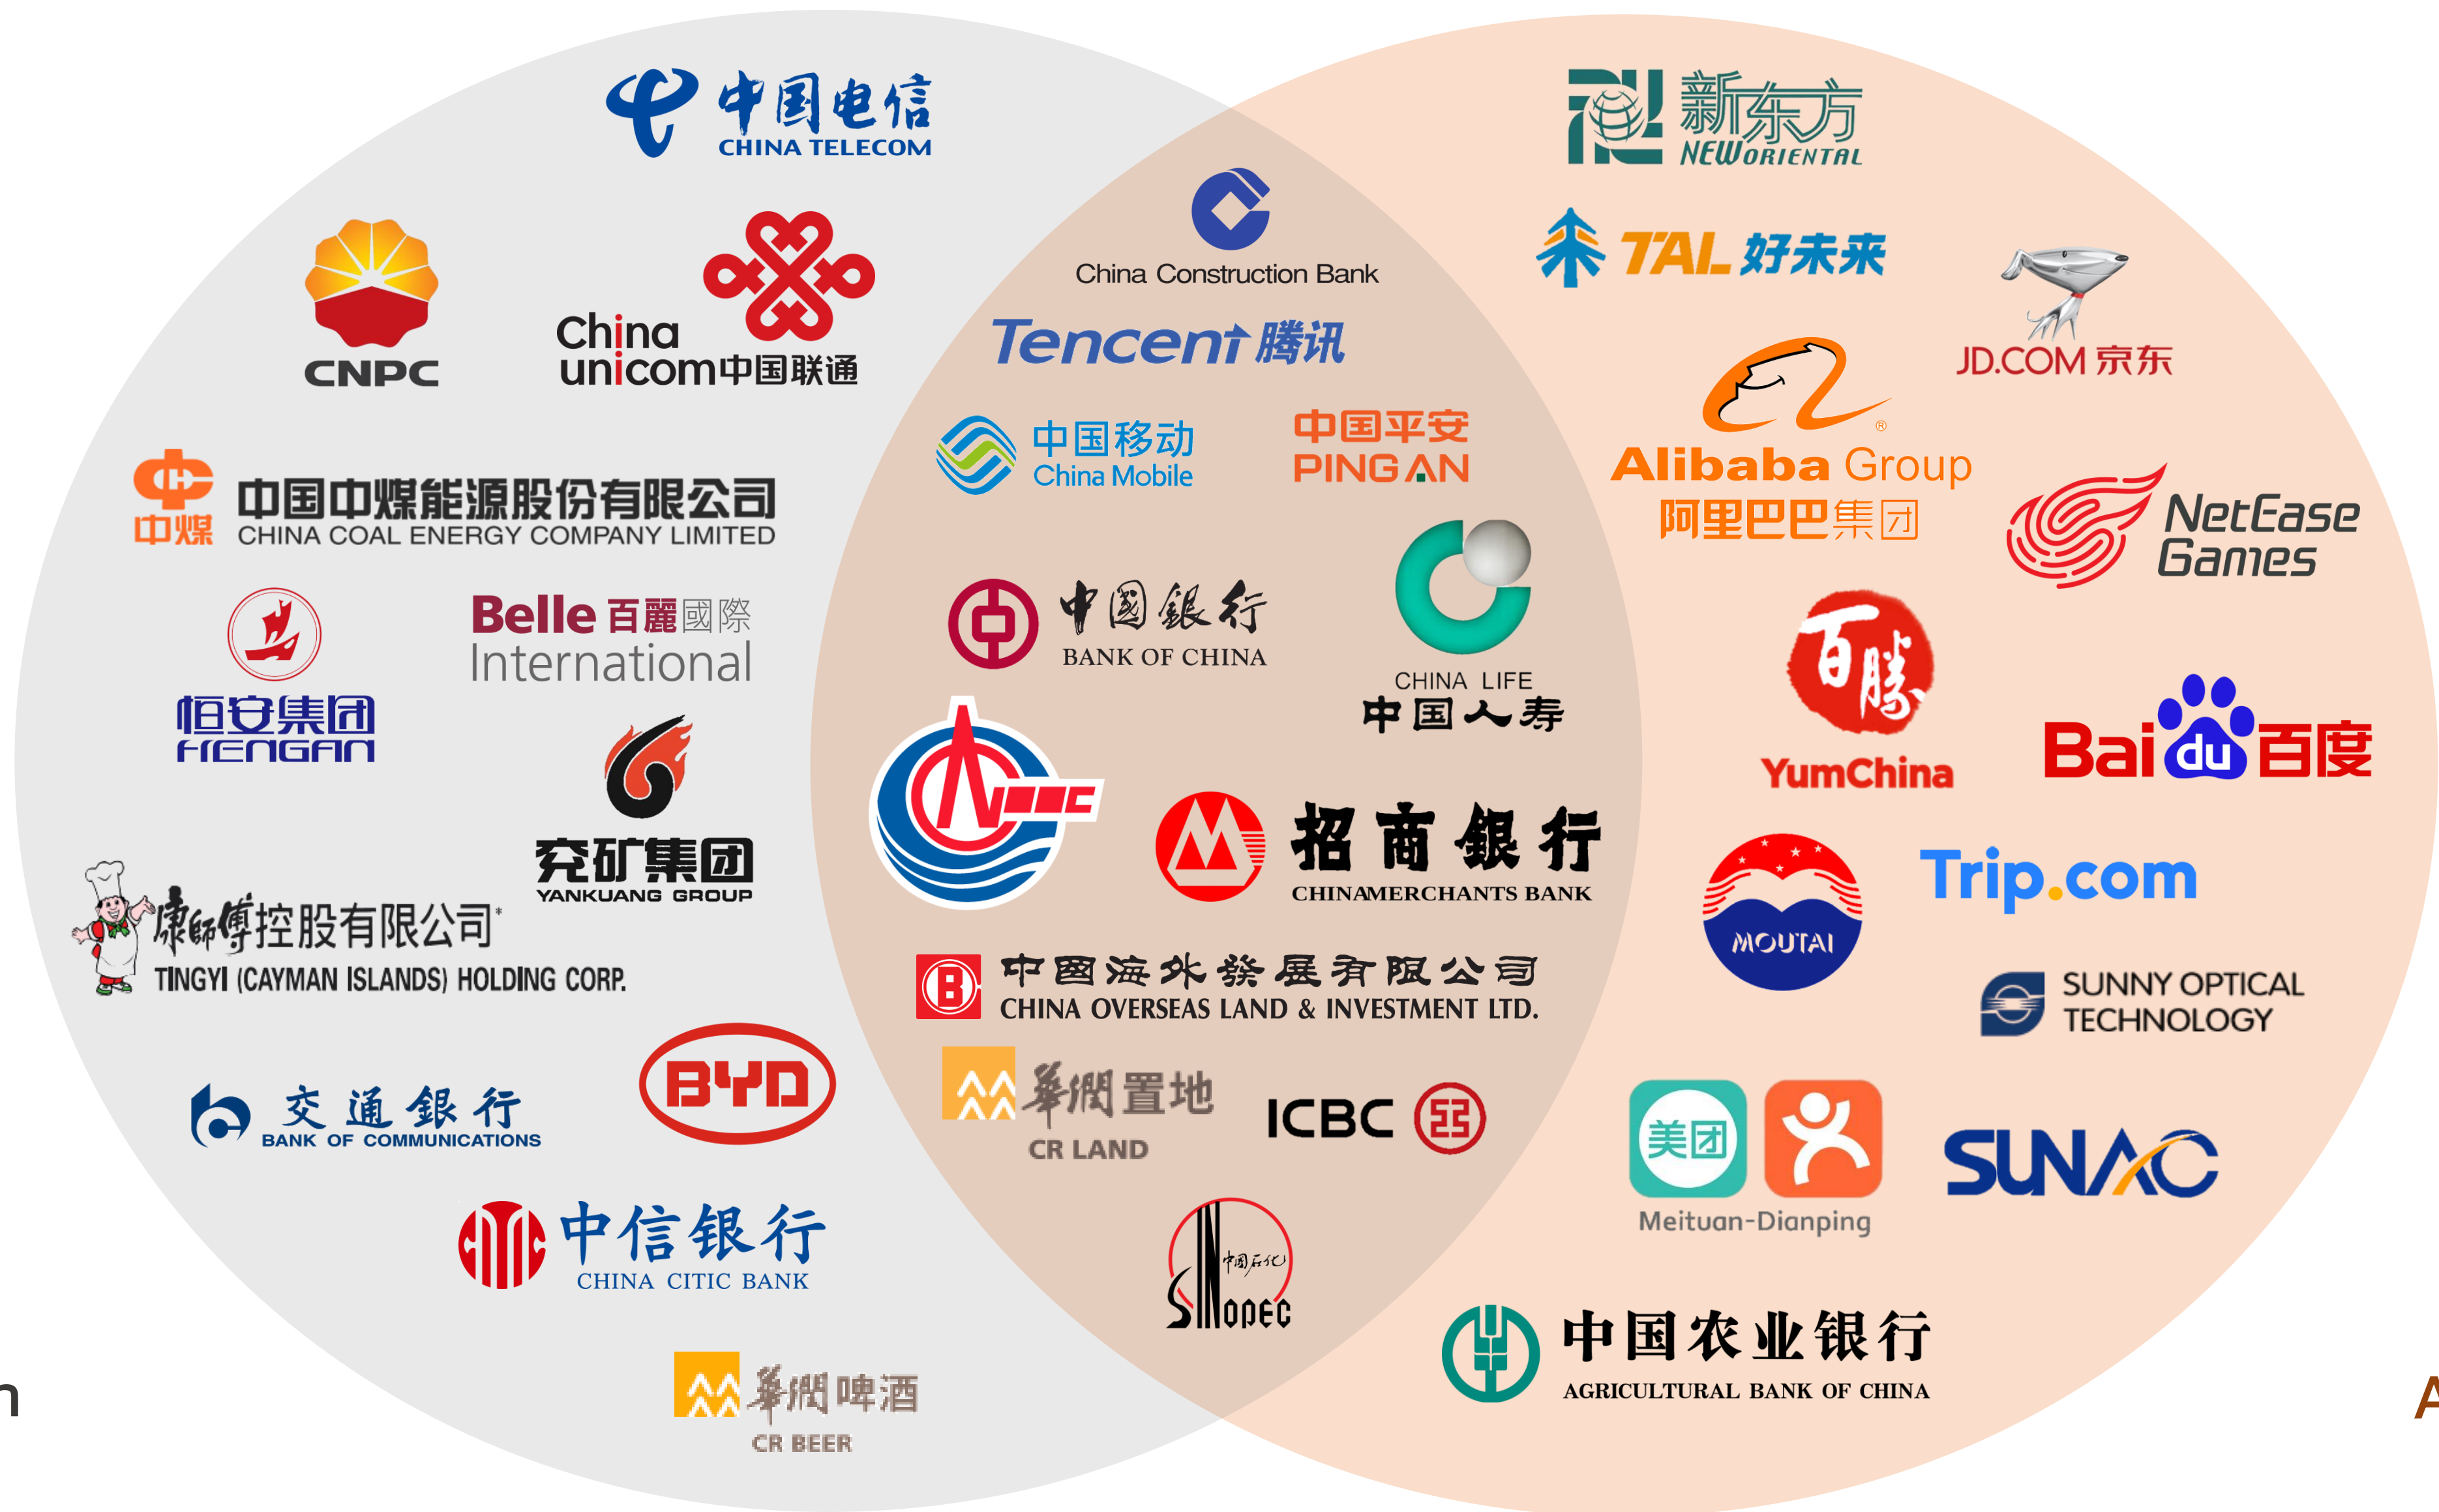 中国电信
CHINA TELECOM
CNPC
China
unicom中国联通
中煤
中国中煤能源股份有限公司
CHINA COAL ENERGY COMPANY LIMITED
恒安集团
HENGAN
Belle 百麗國際
International
兖矿集团
YANKUANG GROUP
康師傅控股有限公司*
TINGYI (CAYMAN ISLANDS) HOLDING CORP.
交通銀行
BANK OF COMMUNICATIONS
BYD
中信银行
CHINA CITIC BANK
華潤啤酒
CR BEER
China Construction Bank
Tencent 腾讯
中国移动
China Mobile
中国平安
PING AN
中國銀行
BANK OF CHINA
CHINA LIFE
中国人寿
CNOOC
招商銀行
CHINA MERCHANTS BANK
中國海外發展有限公司
CHINA OVERSEAS LAND & INVESTMENT LTD.
華潤置地
CR LAND
ICBC
中国石化
SINOPEC
新东方
NEW ORIENTAL
TAL 好未来
JD.COM 京东
®
Alibaba Group
阿里巴巴集团
NetEase
Games
百勝
YumChina
Bai du 百度
MOUTAI
Trip.com
SUNNY OPTICAL
TECHNOLOGY
美团
Meituan-Dianping
SUNAC
中国农业银行
AGRICULTURAL BANK OF CHINA
n
A